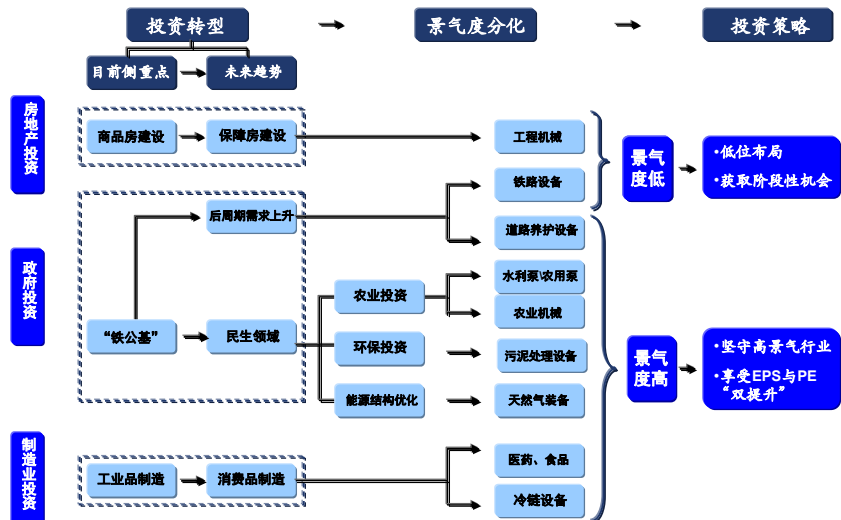 投资转型
景气度分化
投资策略
目前侧重点
未来趋势
房地产投资
商品房建设
保障房建设
工程机械
铁路设备
景气
度低
•低位布局
•获取阶段性机会
政府投资
后周期需求上升
道路养护设备
“铁公基”
民生领域
农业投资
水利泵\农用泵
农业机械
环保投资
污泥处理设备
能源结构优化
天然气装备
景气
度高
•坚守高景气行业
•享受EPS与PE
“双提升”
制造业投资
工业品制造
消费品制造
医药、食品
冷链设备